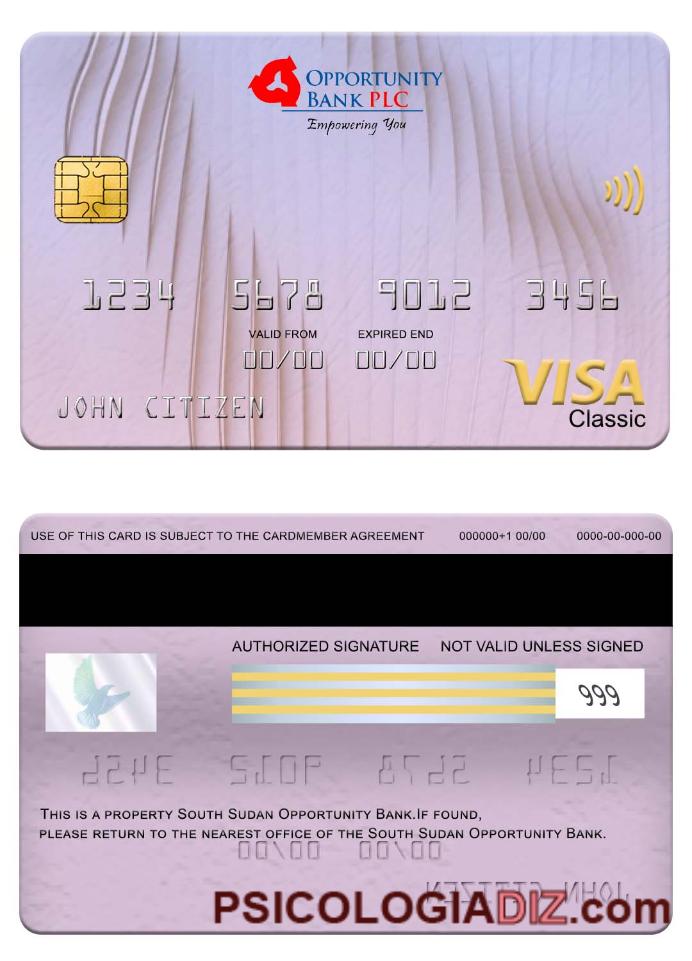 OPPORTUNITY
BANK PLC
Empowering You
1234 5678 9012 3456
VALID FROM EXPIRED END
00/00 00/00
JOHN CITIZEN
VISA
Classic
USE OF THIS CARD IS SUBJECT TO THE CARDMEMBER AGREEMENT 000000+1 00/00 0000-00-000-00
AUTHORIZED SIGNATURE NOT VALID UNLESS SIGNED
999
THIS IS A PROPERTY SOUTH SUDAN OPPORTUNITY BANK.IF FOUND,
PLEASE RETURN TO THE NEAREST OFFICE OF THE SOUTH SUDAN OPPORTUNITY BANK.
PSICOLOGIADIZ.com